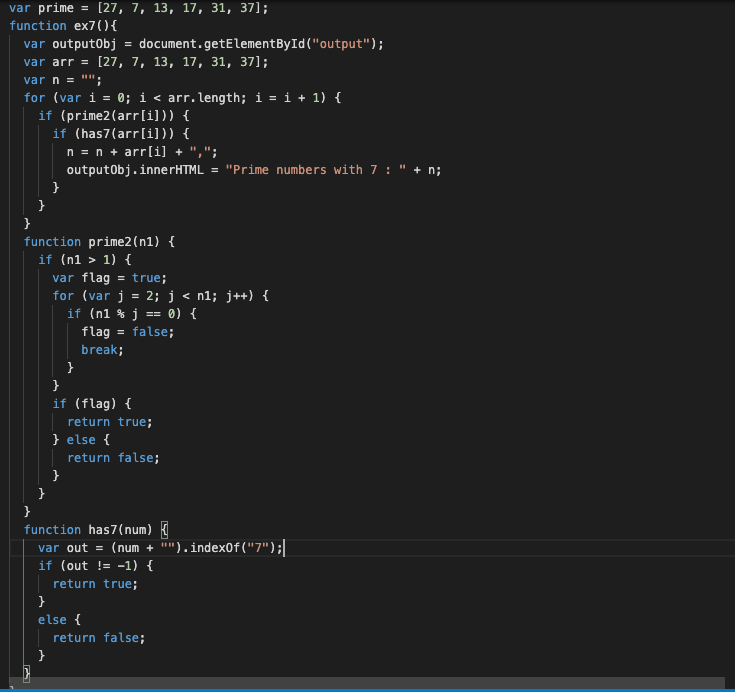 var prime = [27, 7, 13, 17, 31, 37];
function ex7(){
  var outputObj = document.getElementById("output");
  var arr = [27, 7, 13, 17, 31, 37];
  var n = "";
  for (var i = 0; i < arr.length; i = i + 1) {
    if (prime2(arr[i])) {
      if (has7(arr[i])) {
        n = n + arr[i] + ",";
        outputObj.innerHTML = "Prime numbers with 7 : " + n;
      }
    }
  }
  function prime2(n1) {
    if (n1 > 1) {
      var flag = true;
      for (var j = 2; j < n1; j++) {
        if (n1 % j == 0) {
          flag = false;
          break;
        }
      }
      if (flag) {
        return true;
      } else {
        return false;
      }
    }
  }
  function has7(num) {
    var out = (num + "").indexOf("7");
    if (out != -1) {
      return true;
    }
    else {
      return false;
    }
  }